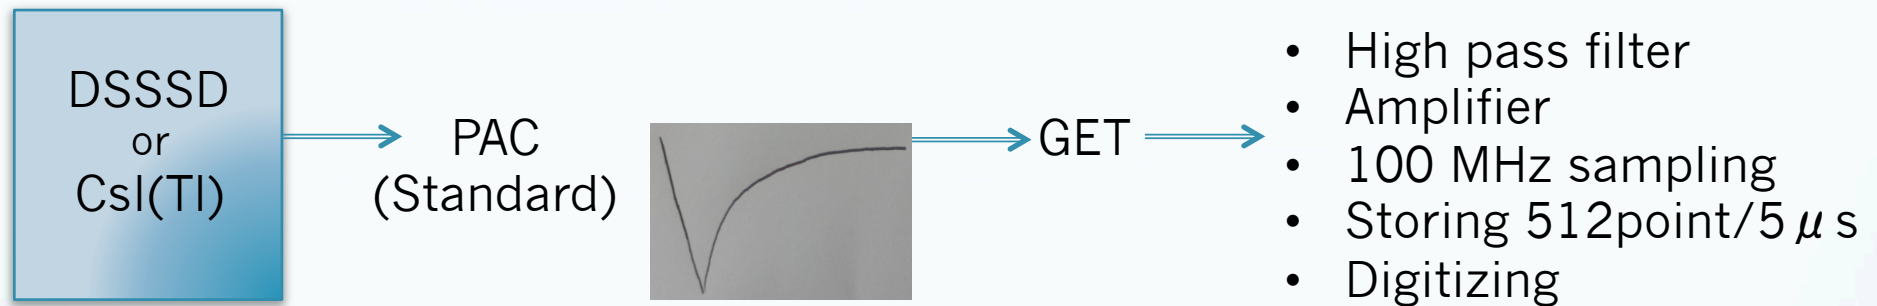 DSSSD
or
CsI(Tl)
PAC
(Standard)
GET
• High pass filter
• Amplifier
• 100 MHz sampling
• Storing 512point/5μs
• Digitizing